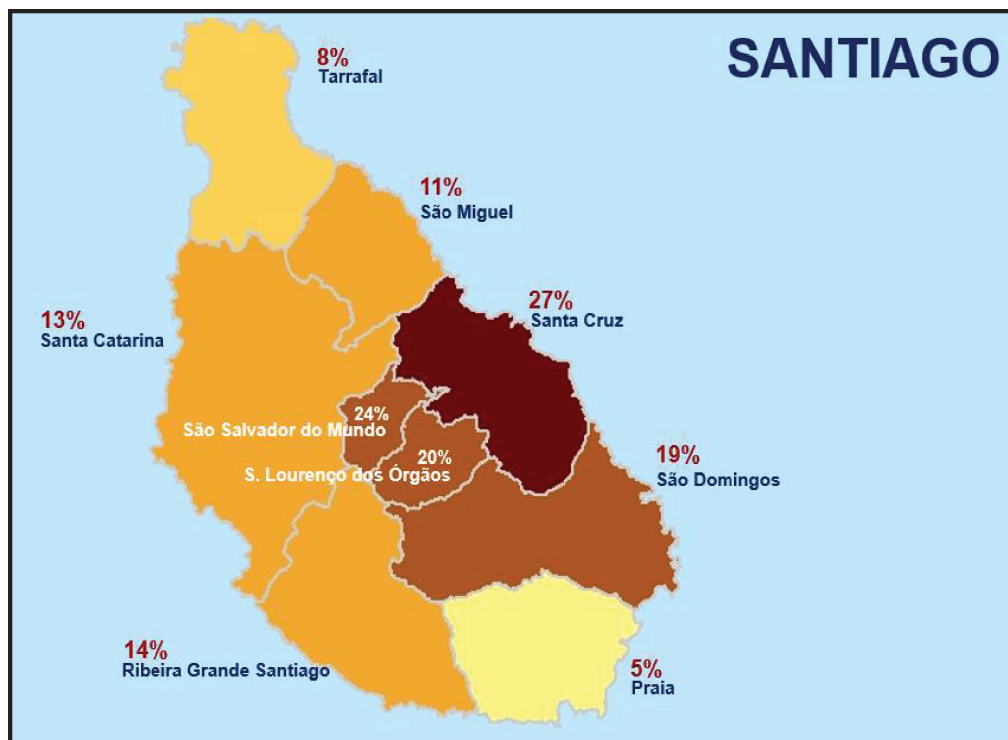 SANTIAGO
8%
Tarrafal
11%
São Miguel
27%
Santa Cruz
13%
Santa Catarina
24%
São Salvador do Mundo
20%
S. Lourenço dos Órgãos
19%
São Domingos
14%
Ribeira Grande Santiago
5%
Praia